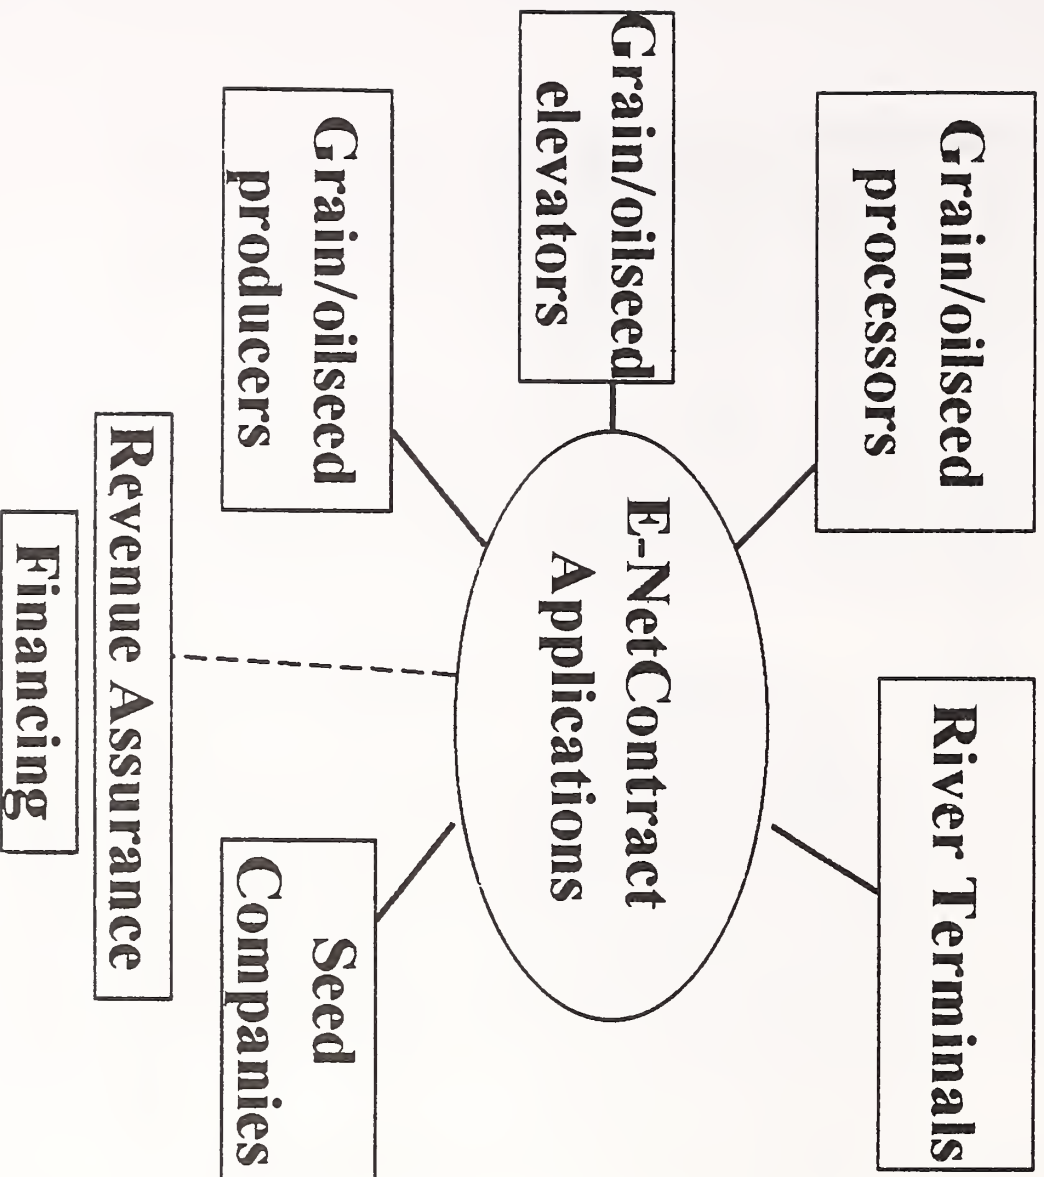 Grain/oilseed
processors
River Terminals
Grain/oilseed
elevators
E-NetContract
Applications
Grain/oilseed
producers
Seed
Companies
Revenue Assurance
Financing